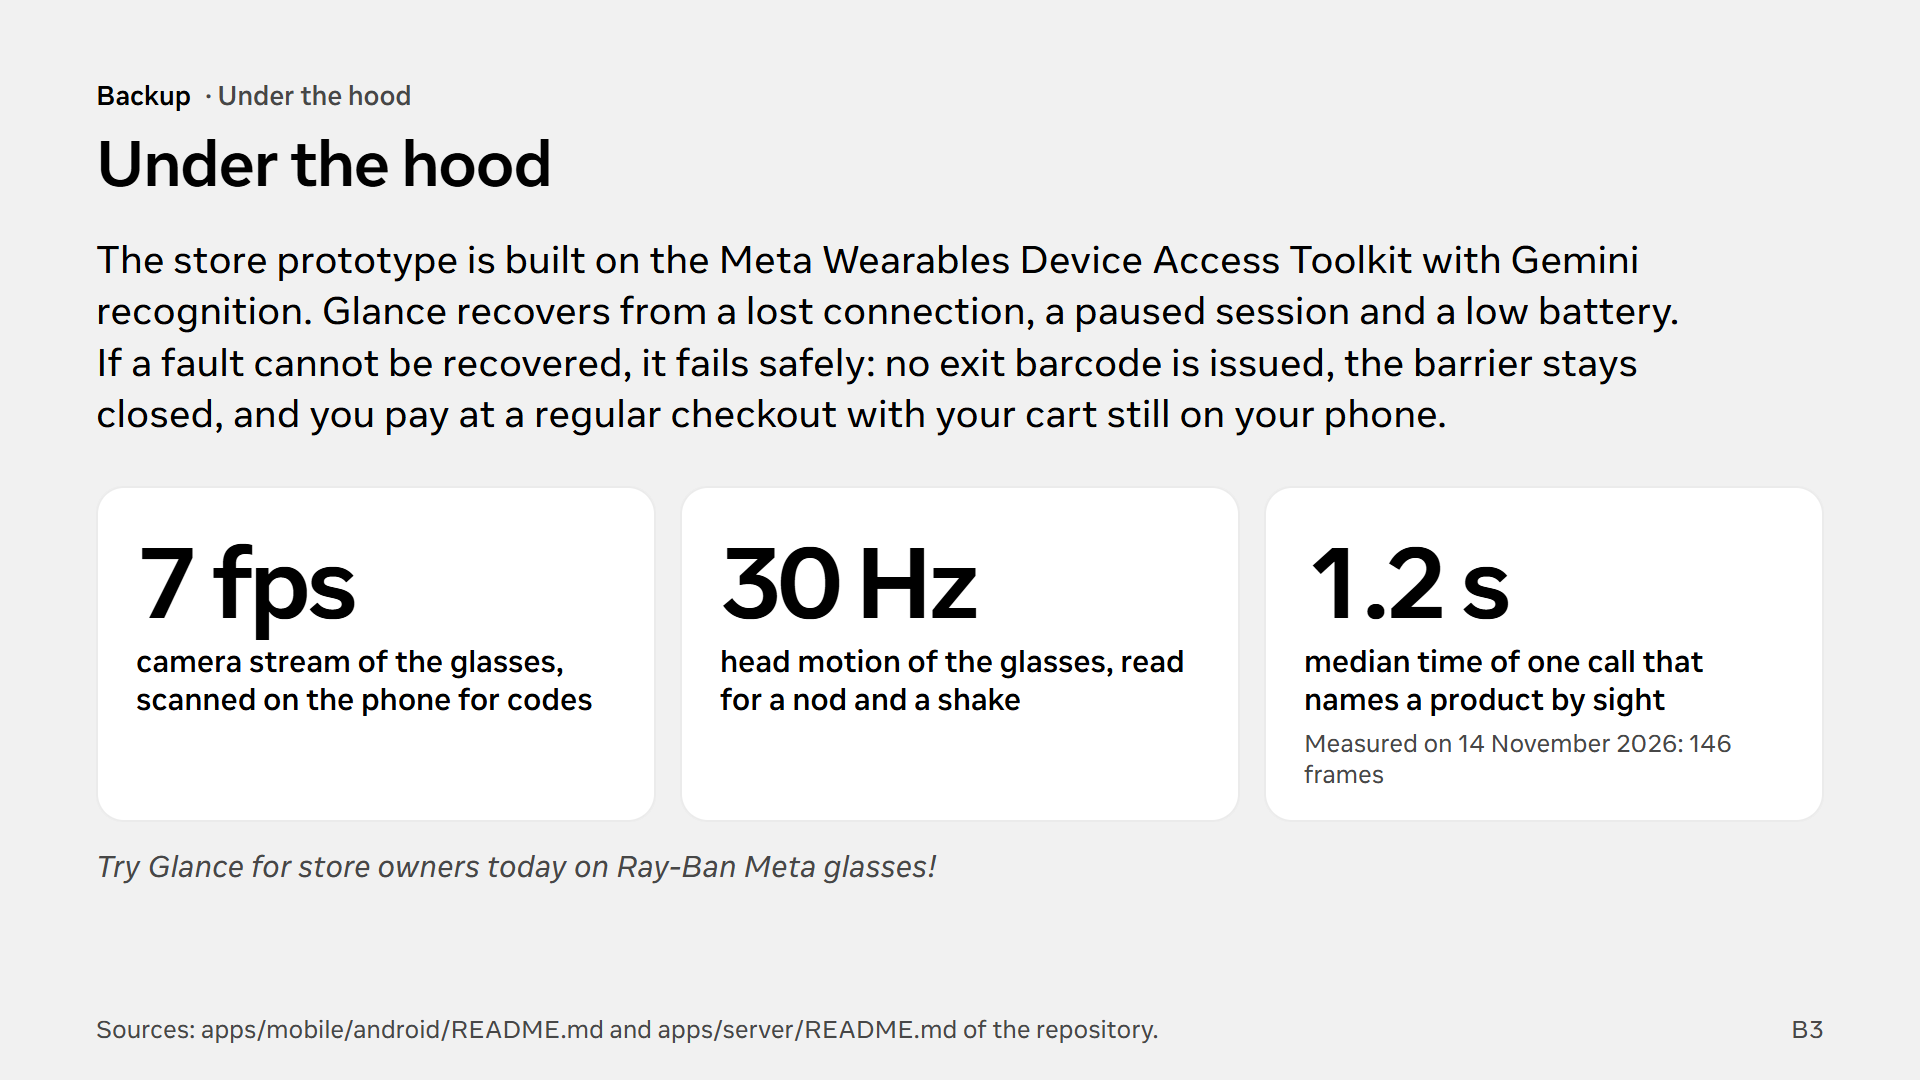 Backup · Under the hood
Under the hood
The store prototype is built on the Meta Wearables Device Access Toolkit with Gemini
recognition. Glance recovers from a lost connection, a paused session and a low battery.
If a fault cannot be recovered, it fails safely: no exit barcode is issued, the barrier stays
closed, and you pay at a regular checkout with your cart still on your phone.
7 fps
camera stream of the glasses,
scanned on the phone for codes
30 Hz
head motion of the glasses, read
for a nod and a shake
1.2 s
median time of one call that
names a product by sight
Measured on 14 November 2026: 146
frames
Try Glance for store owners today on Ray-Ban Meta glasses!
Sources: apps/mobile/android/README.md and apps/server/README.md of the repository.
B3